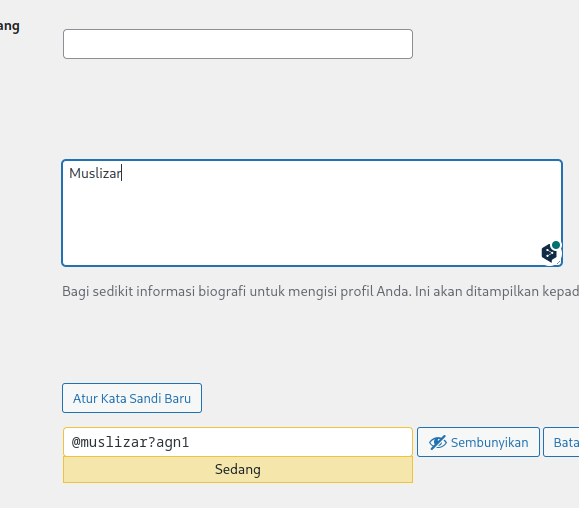 ang
Muslizar
Bagi sedikit informasi biografi untuk mengisi profil Anda. Ini akan ditampilkan kepad
Atur Kata Sandi Baru
@muslizar?agn1
Sembunyikan
Bata
Sedang